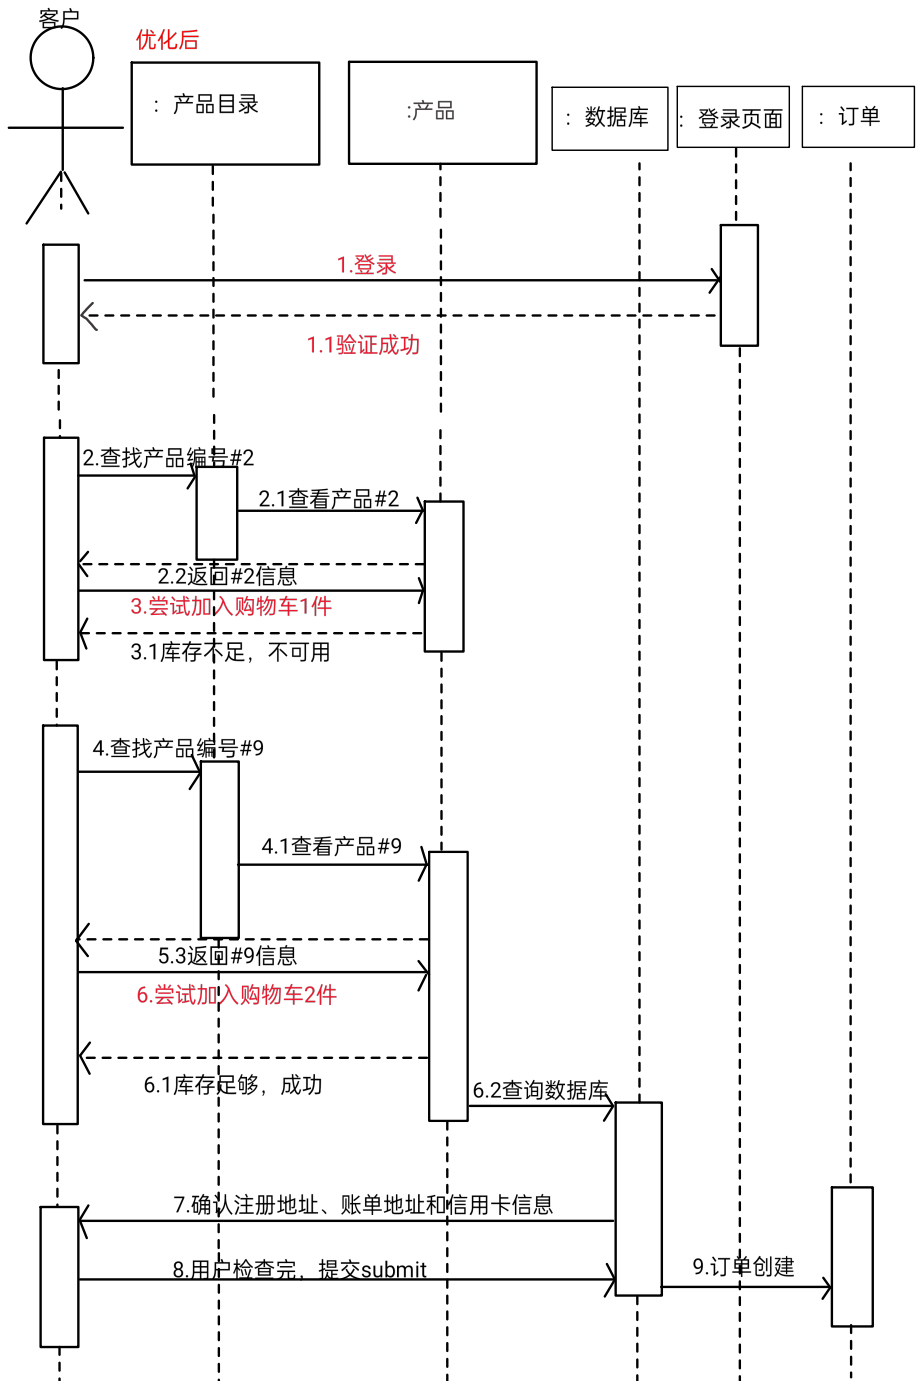 客户
优化后
： 产品目录
:产品
： 数据库
： 登录页面
： 订单
1.登录
1.1验证成功
2.查找产品编号#2
2.1查看产品#2
2.2返回#2信息
3.尝试加入购物车1件
3.1库存不足，不可用
4.查找产品编号#9
4.1查看产品#9
5.3返回#9信息
6.尝试加入购物车2件
6.1库存足够，成功
6.2查询数据库
7.确认注册地址、账单地址和信用卡信息
8.用户检查完，提交submit
9.订单创建